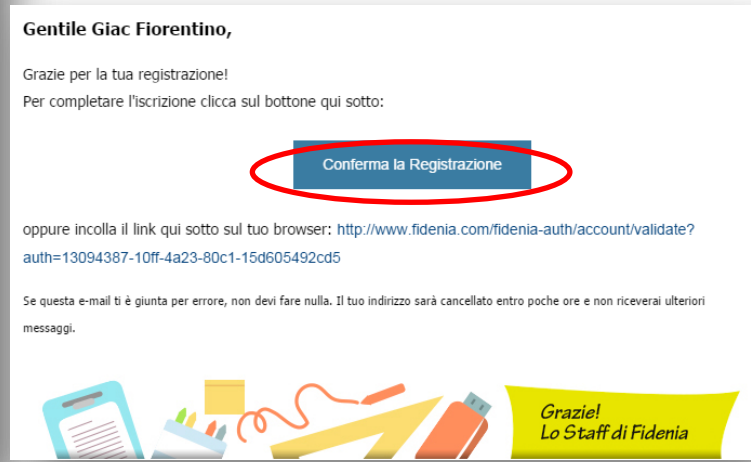 Gentile Giac Fiorentino,
Grazie per la tua registrazione!
Per completare l'iscrizione clicca sul bottone qui sotto:
Conferma la Registrazione
oppure incolla il link qui sotto sul tuo browser: http://www.fidenia.com/fidenia-auth/account/validate?
auth=13094387-10ff-4a23-80c1-15d605492cd5
Se questa e-mail ti è giunta per errore, non devi fare nulla. Il tuo indirizzo sarà cancellato entro poche ore e non riceverai ulteriori
messaggi.
Grazie!
Lo Staff di Fidenia